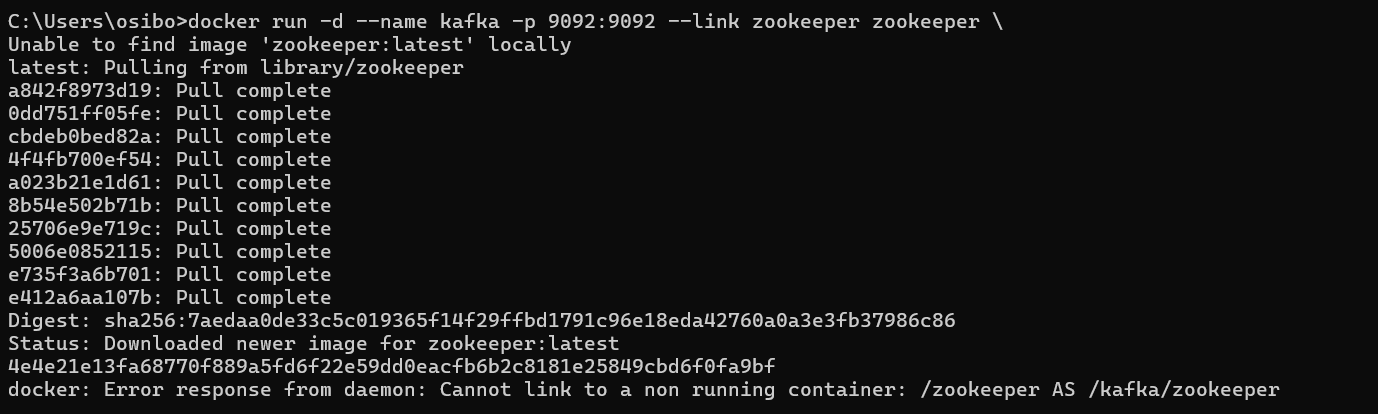 C:\Users\osibo>docker run -d --name kafka -p 9092:9092 --link zookeeper zookeeper \
Unable to find image 'zookeeper:latest' locally
latest: Pulling from library/zookeeper
a842f8973d19: Pull complete
0dd751ff05fe: Pull complete
cbdeb0bed82a: Pull complete
4f4fb700ef54: Pull complete
a023b21e1d61: Pull complete
8b54e502b71b: Pull complete
25706e9e719c: Pull complete
5006e0852115: Pull complete
e735f3a6b701: Pull complete
e412a6aa107b: Pull complete
Digest: sha256:7aedaa0de33c5c019365f14f29ffbd1791c96e18eda42760a0a3e3fb37986c86
Status: Downloaded newer image for zookeeper:latest
4e4e21e13fa68770f889a5fd6f22e59dd0eacfb6b2c8181e25849cbd6f0fa9bf
docker: Error response from daemon: Cannot link to a non running container: /zookeeper AS /kafka/zookeeper